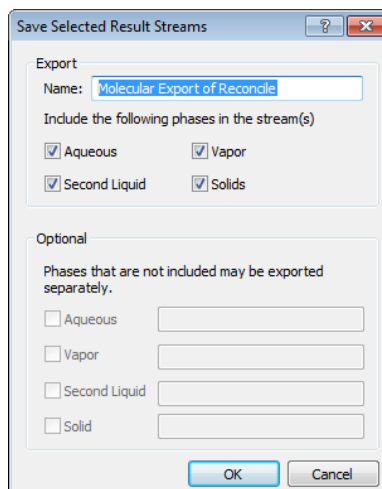 Save Selected Result Streams
Export
Name: Molecular Export of Reconcile
Include the following phases in the stream(s)
Aqueous Vapor
Second Liquid Solids
Optional
Phases that are not included may be exported
separately.
Aqueous
Vapor
Second Liquid
Solid
OK Cancel